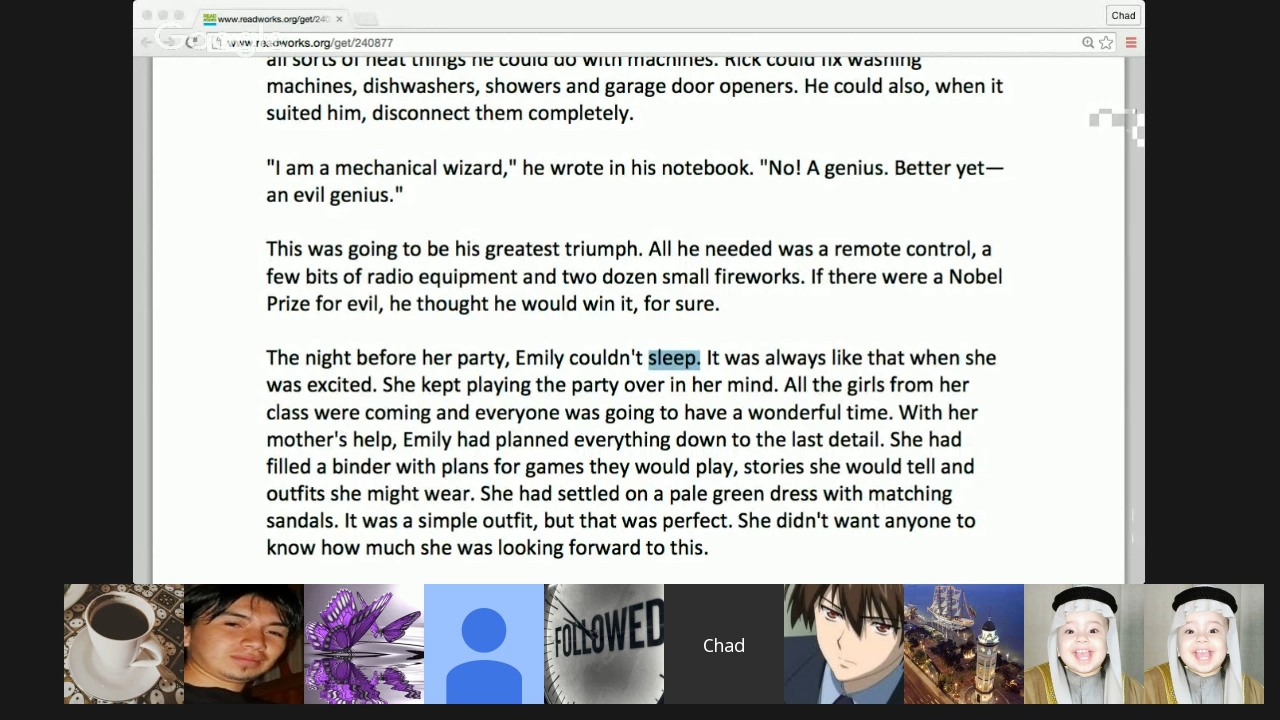 www.readworks.org/get/240
Chad
Google
www.readworks.org/get/240877
all sorts of neat things he could do with machines. Rick could fix washing
machines, dishwashers, showers and garage door openers. He could also, when it
suited him, disconnect them completely.
"I am a mechanical wizard," he wrote in his notebook. "No! A genius. Better yet—
an evil genius."
This was going to be his greatest triumph. All he needed was a remote control, a
few bits of radio equipment and two dozen small fireworks. If there were a Nobel
Prize for evil, he thought he would win it, for sure.
The night before her party, Emily couldn't sleep. It was always like that when she
was excited. She kept playing the party over in her mind. All the girls from her
class were coming and everyone was going to have a wonderful time. With her
mother's help, Emily had planned everything down to the last detail. She had
filled a binder with plans for games they would play, stories she would tell and
outfits she might wear. She had settled on a pale green dress with matching
sandals. It was a simple outfit, but that was perfect. She didn't want anyone to
know how much she was looking forward to this.
FOLLOWED
Chad